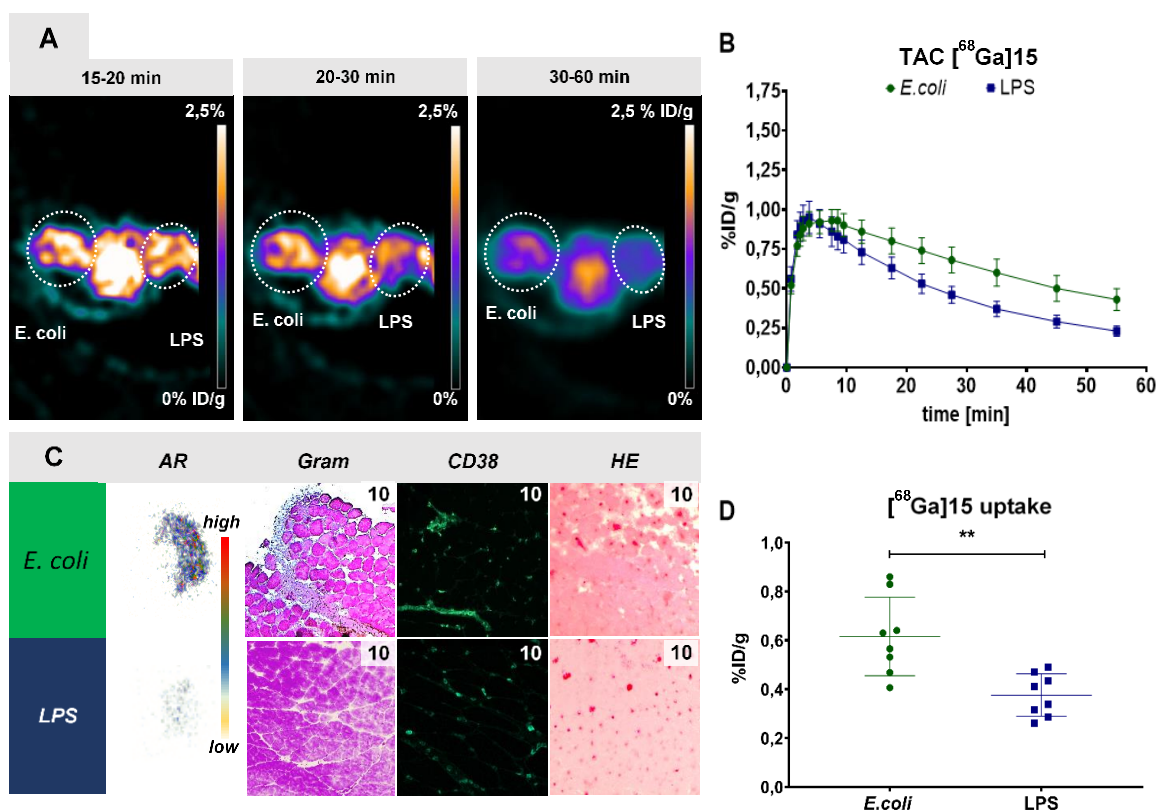 A
15-20 min
20-30 min
30-60 min
2,5%
2,5%
2,5 % ID/g
E. coli
LPS
E. coli
LPS
E. coli
LPS
0% ID/g
0%
0%
B
TAC [68Ga]15
E.coli
LPS
%ID/g
1,75
1,50
1,25
1,00
0,75
0,50
0,25
0,00
0
10
20
30
40
50
60
time [min]
C
AR
Gram
CD38
HE
E. coli
high
10
10
10
LPS
low
10
10
10
D
[68Ga]15 uptake
**
%ID/g
1,0
0,8
0,6
0,4
0,2
0,0
E.coli
LPS